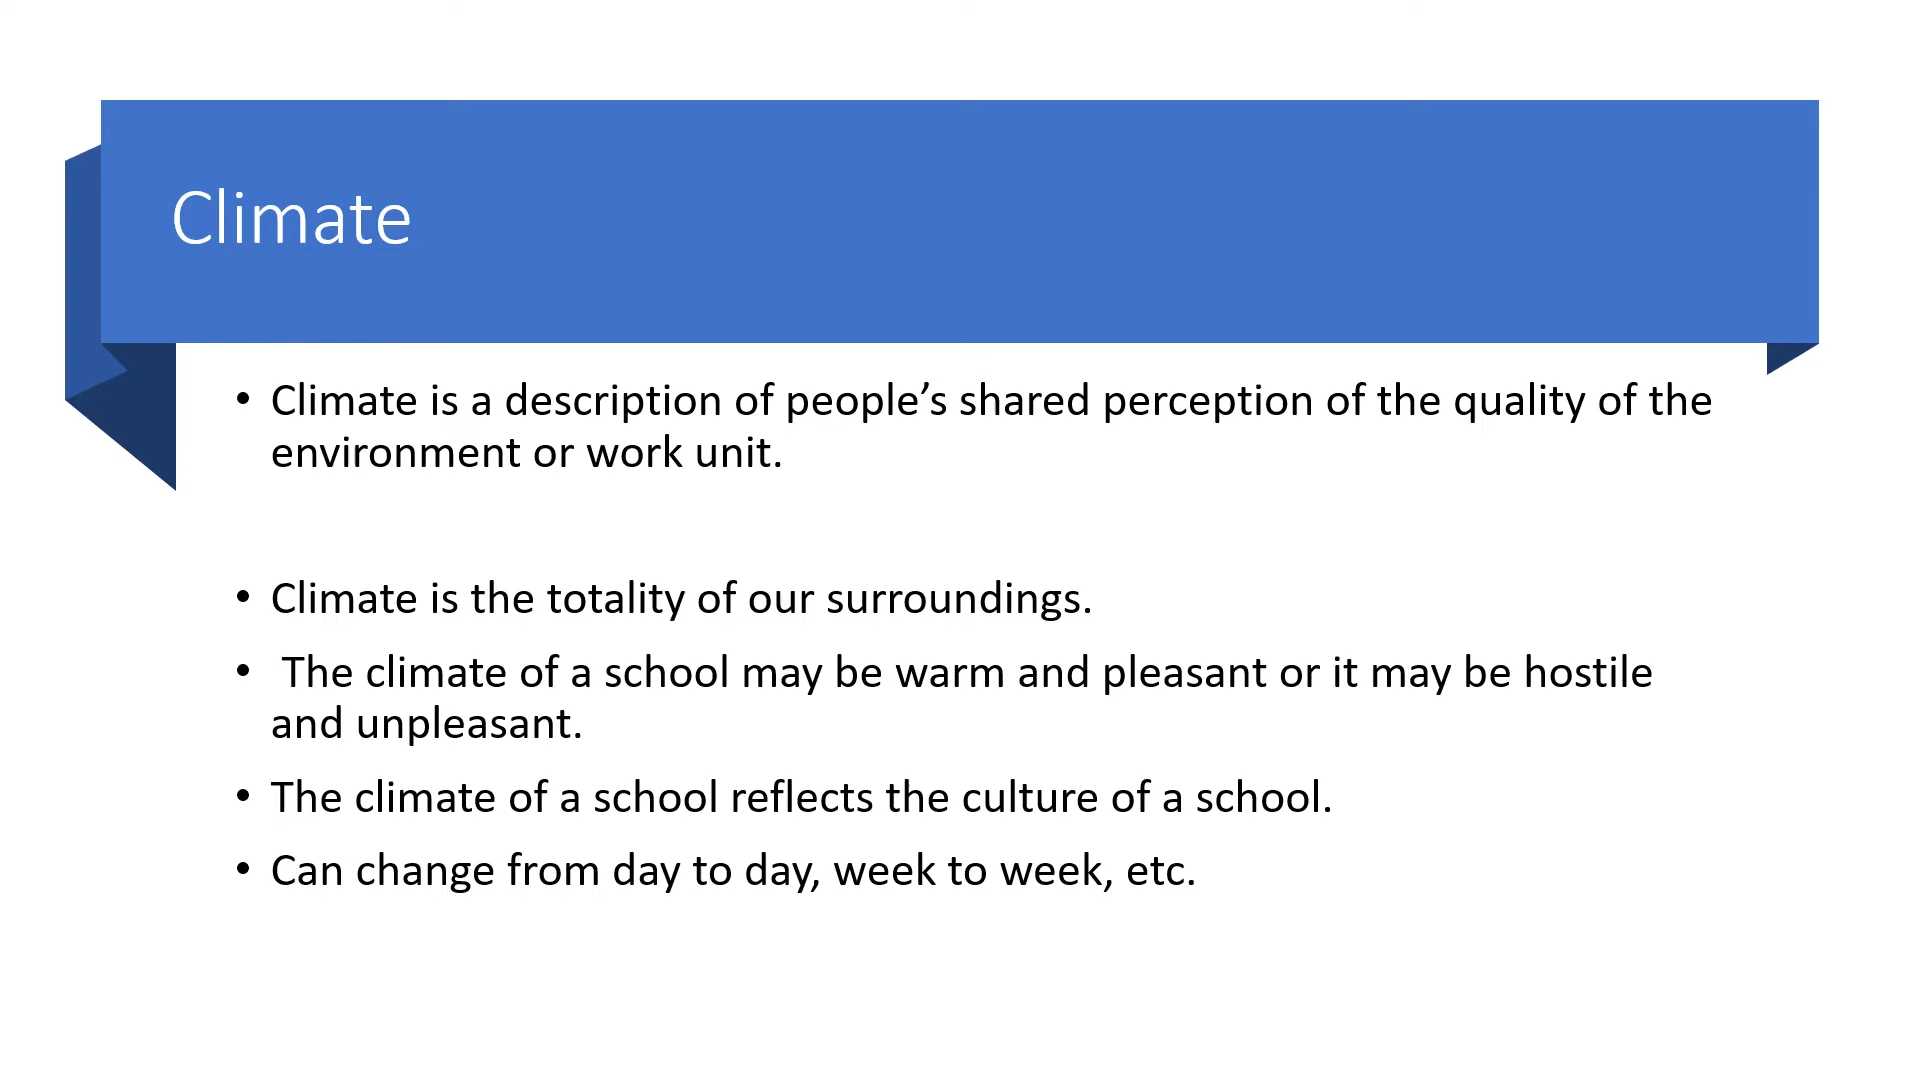 Climate
• Climate is a description of people’s shared perception of the quality of the
environment or work unit.
• Climate is the totality of our surroundings.
• The climate of a school may be warm and pleasant or it may be hostile
and unpleasant.
• The climate of a school reflects the culture of a school.
• Can change from day to day, week to week, etc.